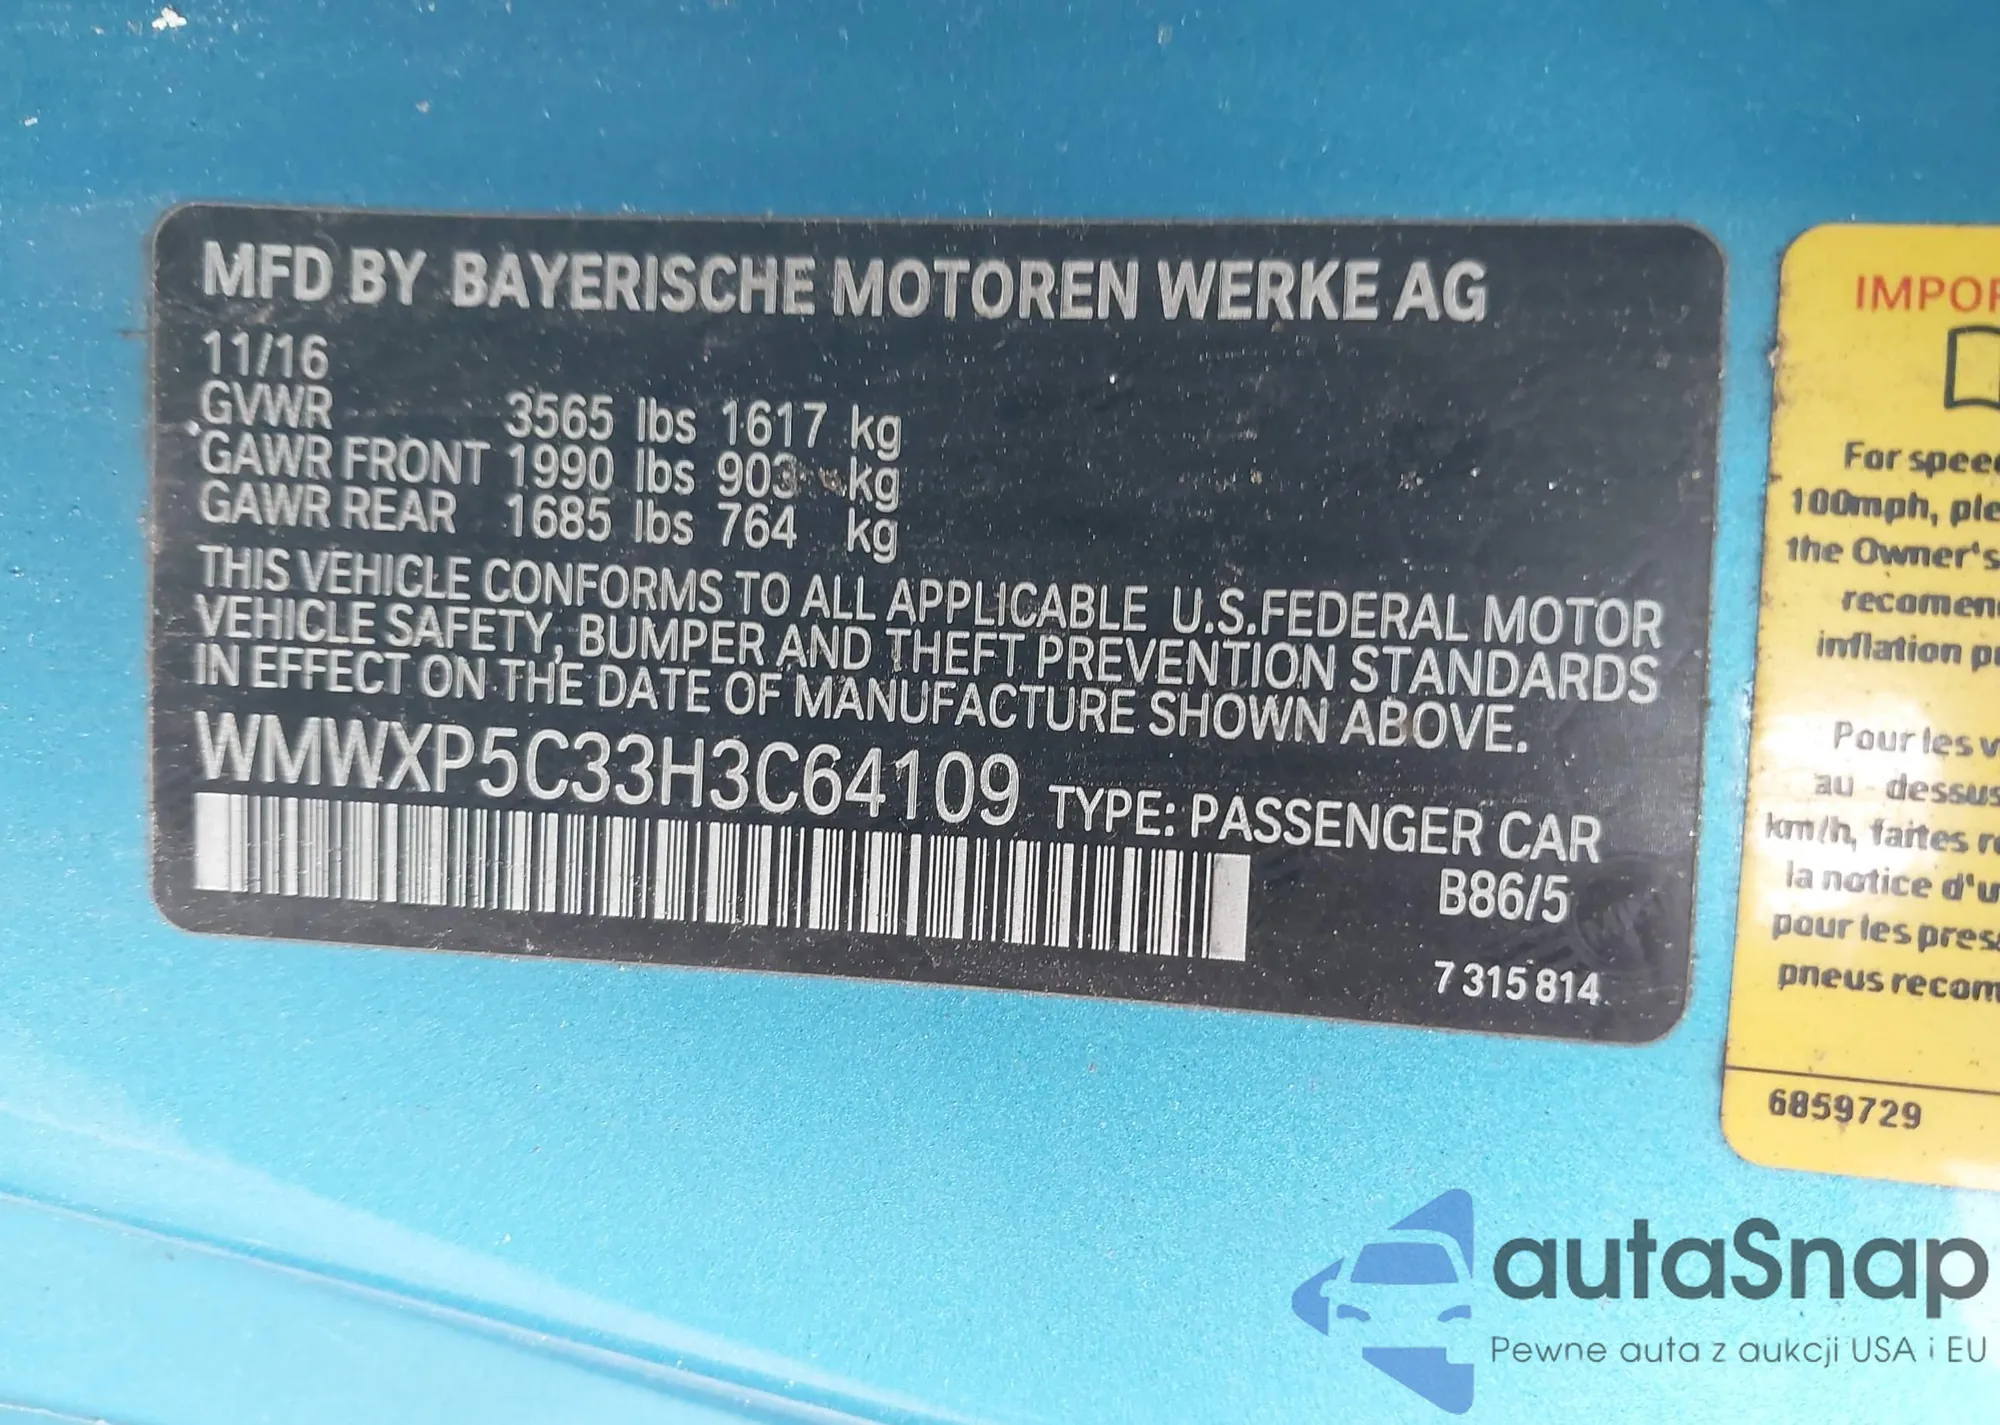 MFD BY BAYERISCHE MOTOREN WERKE AG
11/16
GVWR 3565 lbs 1617 kg
GAWR FRONT 1990 lbs 903 kg
GAWR REAR 1685 lbs 764 kg
THIS VEHICLE CONFORMS TO ALL APPLICABLE U.S.FEDERAL MOTOR
VEHICLE SAFETY, BUMPER AND THEFT PREVENTION STANDARDS
IN EFFECT ON THE DATE OF MANUFACTURE SHOWN ABOVE.
WMWXP5C33H3C64109 TYPE: PASSENGER CAR
B86/5
7 315 814
IMPOR
For speed
100mph, ple
the Owner's
recomen
inflation p
Pour les v
au - dessus
km/h, faites re
la notice d'u
pour les pres
pneus recom
6859729
autaSnap
Pewne auta z aukcji USA i EU